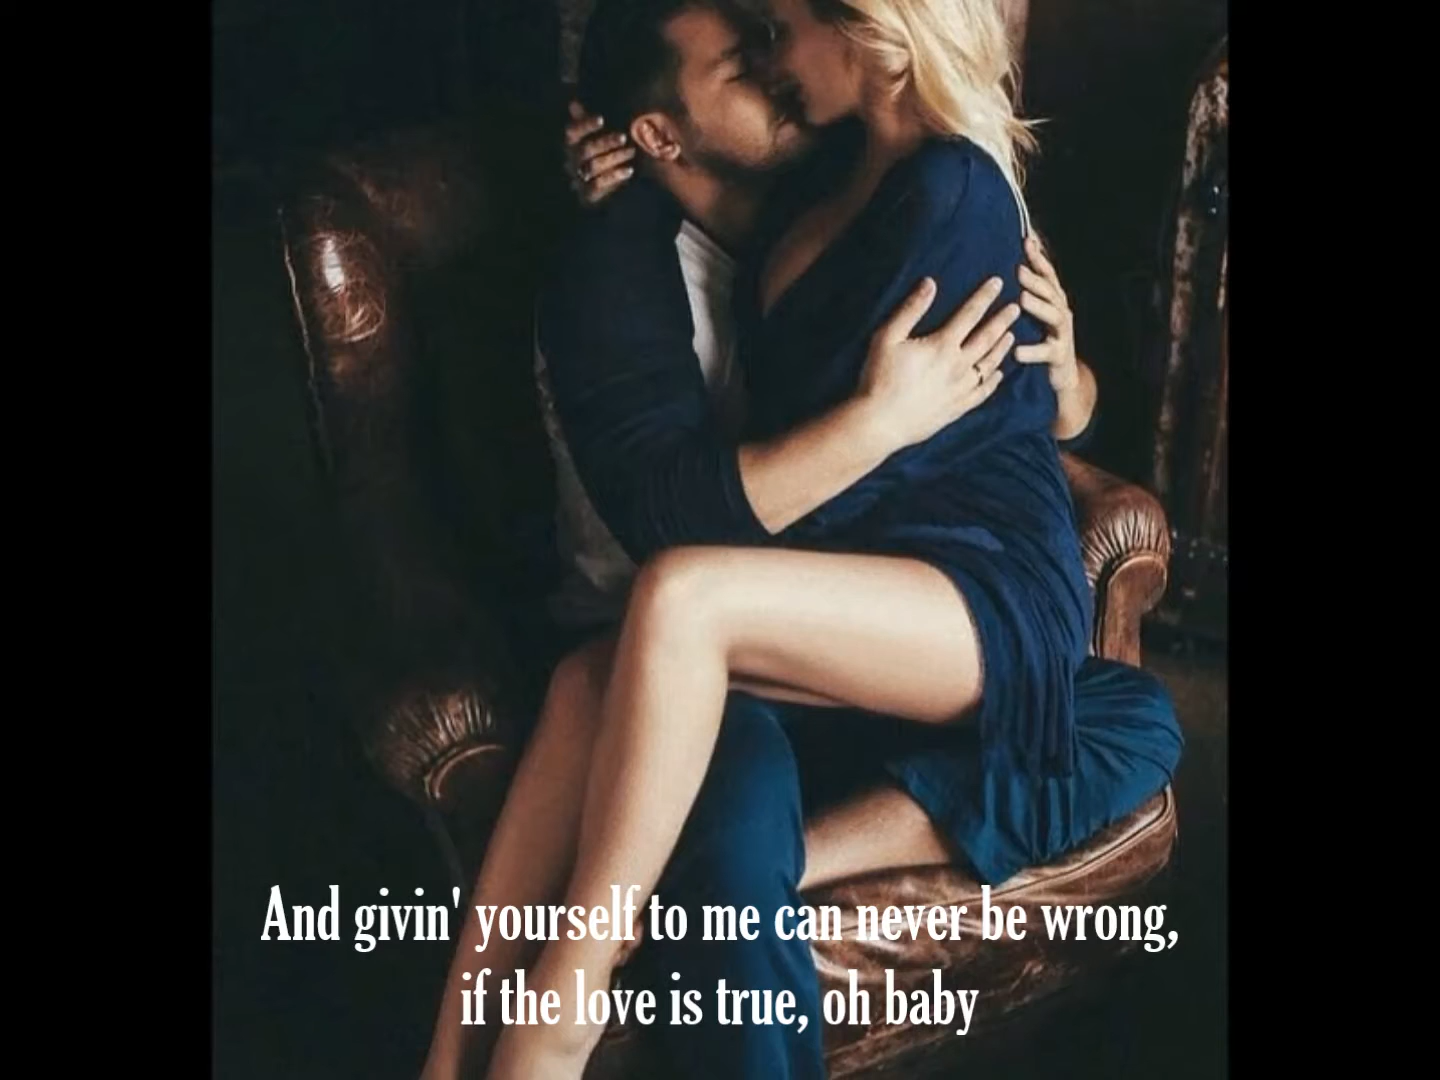 And givin' yourself to me can never be wrong,
if the love is true, oh baby